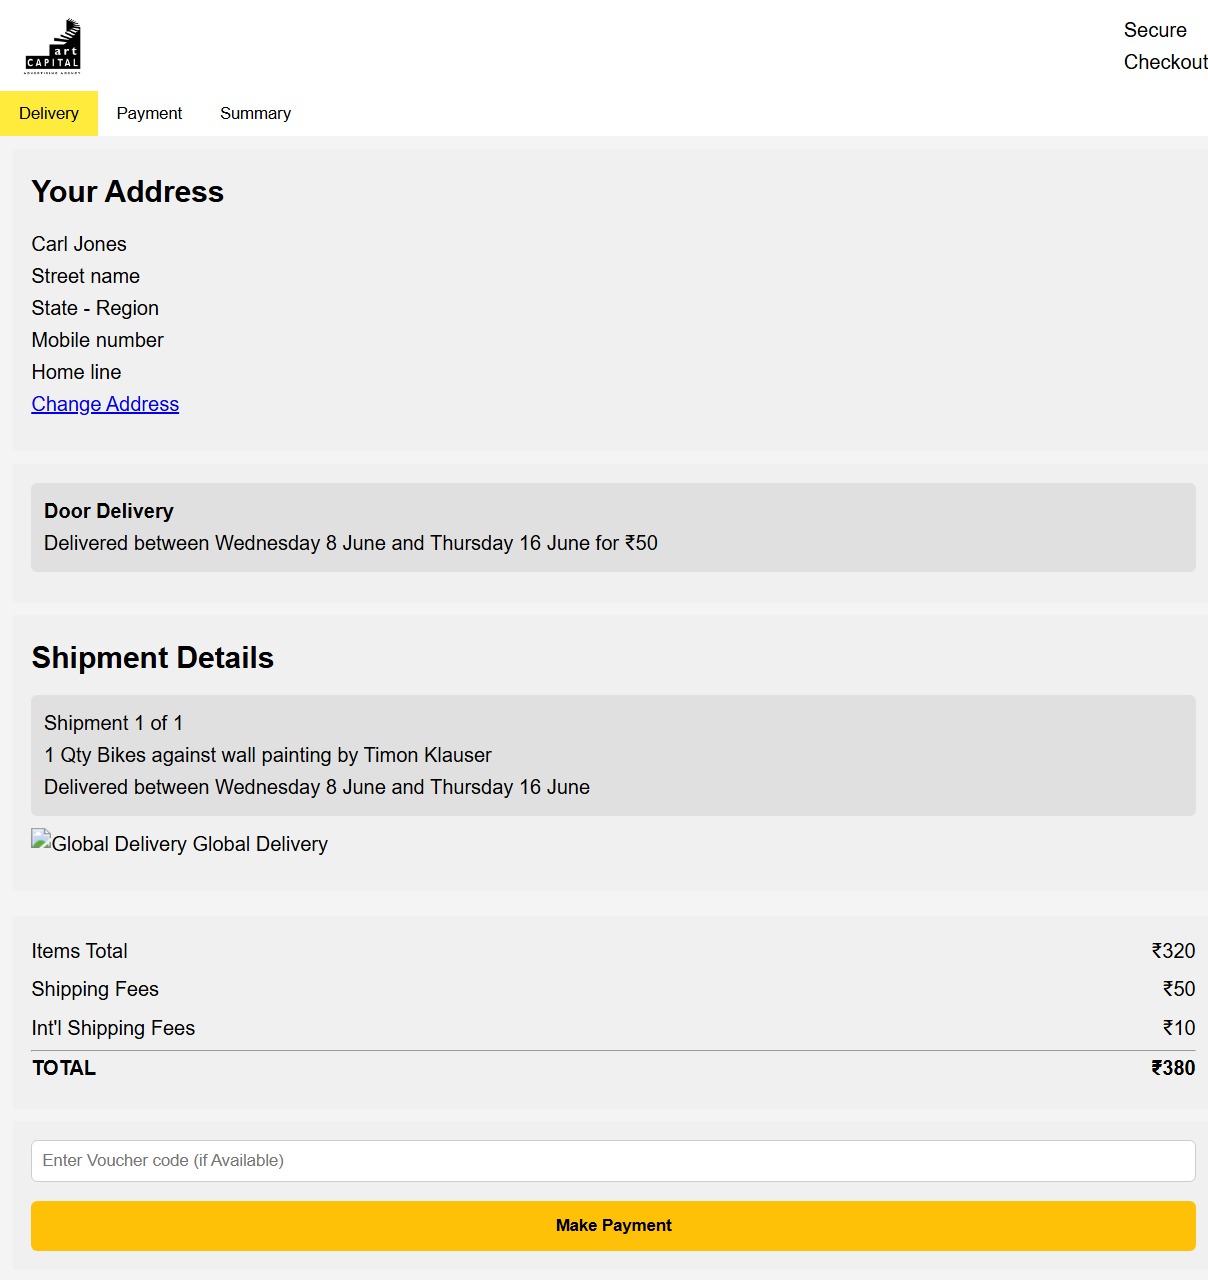 art
CAPITAL
ADVERTISING AGENCY
Secure
Checkout
Delivery
Payment
Summary
Your Address
Carl Jones
Street name
State - Region
Mobile number
Home line
Change Address
Door Delivery
Delivered between Wednesday 8 June and Thursday 16 June for ₹50
Shipment Details
Shipment 1 of 1
1 Qty Bikes against wall painting by Timon Klauser
Delivered between Wednesday 8 June and Thursday 16 June
Global Delivery Global Delivery
Items Total ₹320
Shipping Fees ₹50
Int'l Shipping Fees ₹10
TOTAL ₹380
Enter Voucher code (if Available)
Make Payment